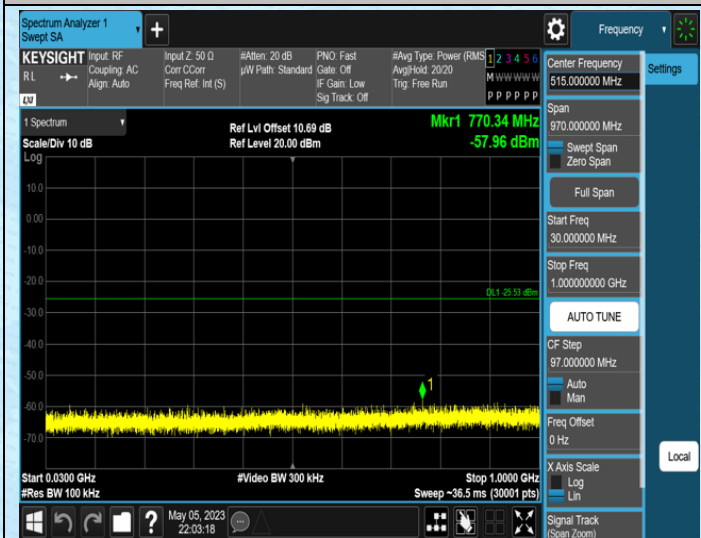 Spectrum Analyzer 1
Swept SA
+
Frequency
KEYSIGHT
RL
LXI
Input: RF
Coupling: AC
Align: Auto
Input Z: 50 Ω
Corr CCorr
Freq Ref: Int (S)
#Atten: 20 dB
µW Path: Standard
PNO: Fast
Gate: Off
IF Gain: Low
Sig Track: Off
#Avg Type: Power (RMS
Avg|Hold: 20/20
Trig: Free Run
1 2 3 4 5 6
M W W W W W
P P P P P P
1 Spectrum
Scale/Div 10 dB
Log
Ref Lvl Offset 10.69 dB
Ref Level 20.00 dBm
Mkr1 770.34 MHz
-57.96 dBm
10.0
0.00
-10.0
-20.0
DL1 -25.53 dBm
-30.0
-40.0
-50.0
1
-60.0
-70.0
Start 0.0300 GHz
#Res BW 100 kHz
#Video BW 300 kHz
Stop 1.0000 GHz
Sweep ~36.5 ms (30001 pts)
?
May 05, 2023
22:03:18
Center Frequency
515.000000 MHz
Settings
Span
970.000000 MHz
Swept Span
Zero Span
Full Span
Start Freq
30.000000 MHz
Stop Freq
1.000000000 GHz
AUTO TUNE
CF Step
97.000000 MHz
Auto
Man
Freq Offset
0 Hz
X Axis Scale
Log
Lin
Local
Signal Track
(Span Zoom)